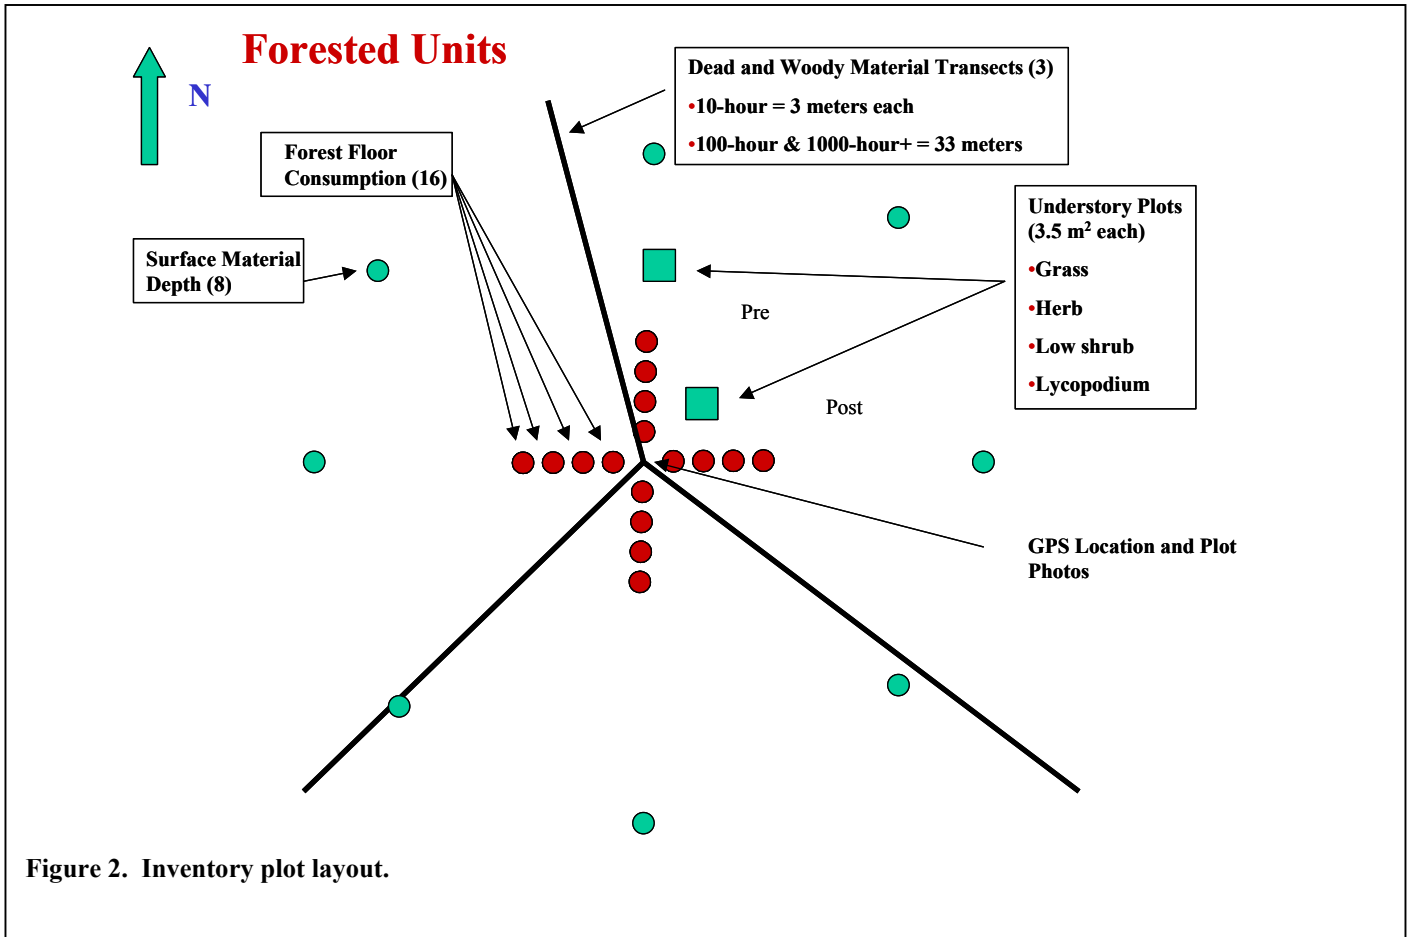 Forested Units
N
Dead and Woody Material Transects (3)
•10-hour = 3 meters each
•100-hour & 1000-hour+ = 33 meters
Forest Floor
Consumption (16)
Understory Plots
(3.5 m² each)
•Grass
•Herb
•Low shrub
•Lycopodium
Surface Material
Depth (8)
Pre
Post
GPS Location and Plot
Photos
Figure 2. Inventory plot layout.